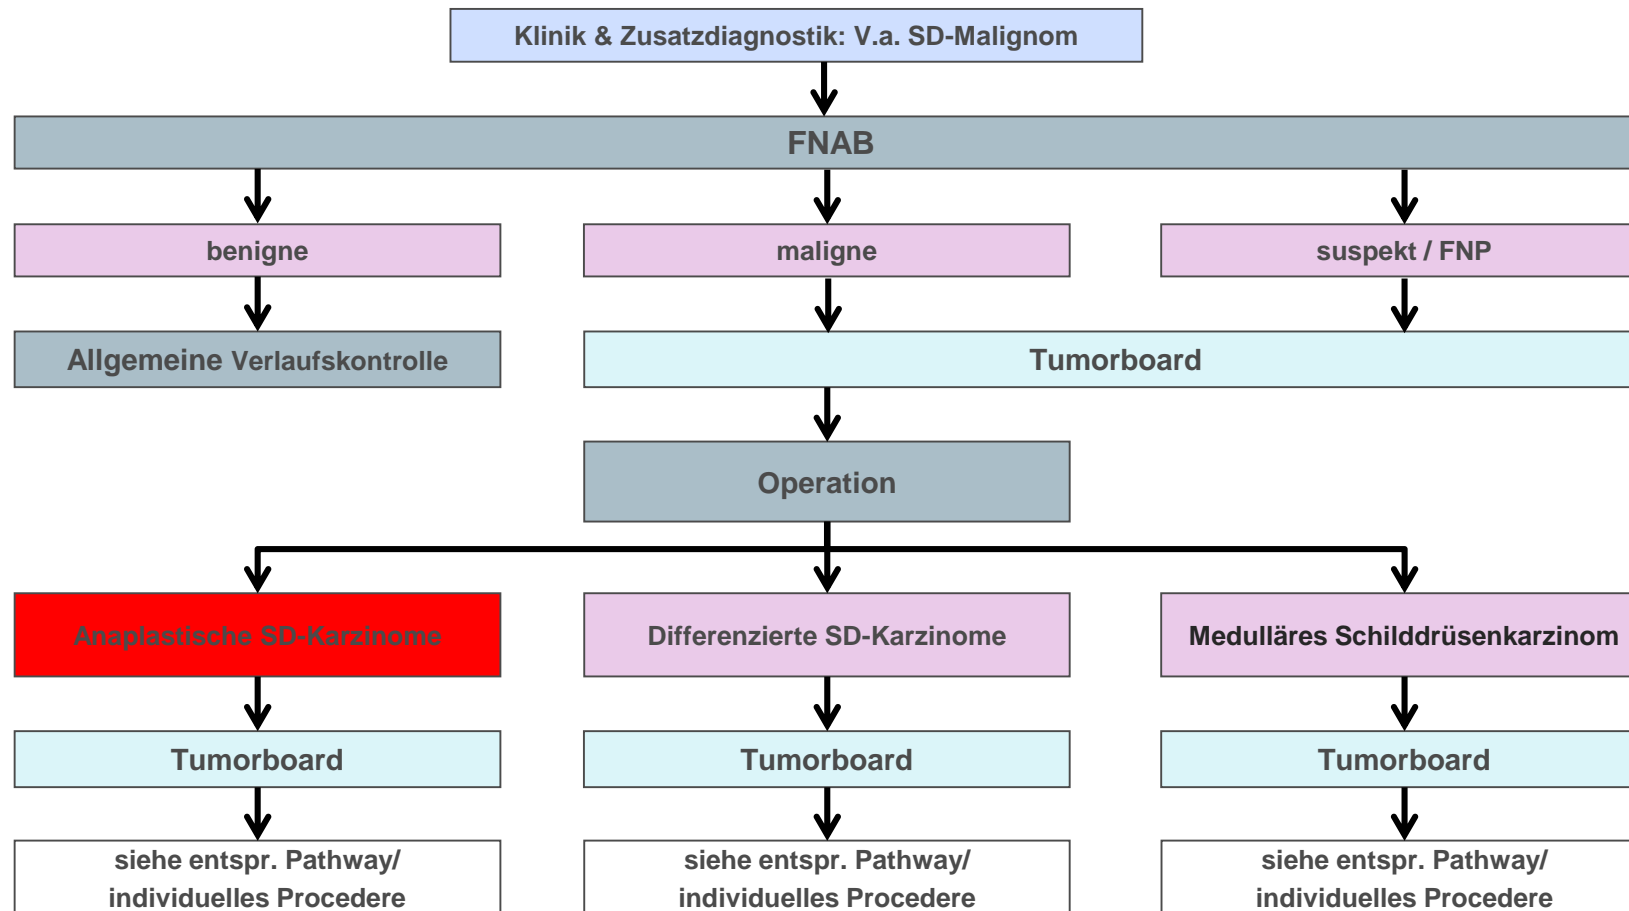 Klinik & Zusatzdiagnostik: V.a. SD-Malignom
FNAB
benigne
maligne
suspekt / FNP
Allgemeine Verlaufskontrolle
Tumorboard
Operation
Anaplastische SD-Karzinome
Differenzierte SD-Karzinome
Medulläres Schilddrüsenkarzinom
Tumorboard
Tumorboard
Tumorboard
siehe entspr. Pathway/
individuelles Procedere
siehe entspr. Pathway/
individuelles Procedere
siehe entspr. Pathway/
individuelles Procedere